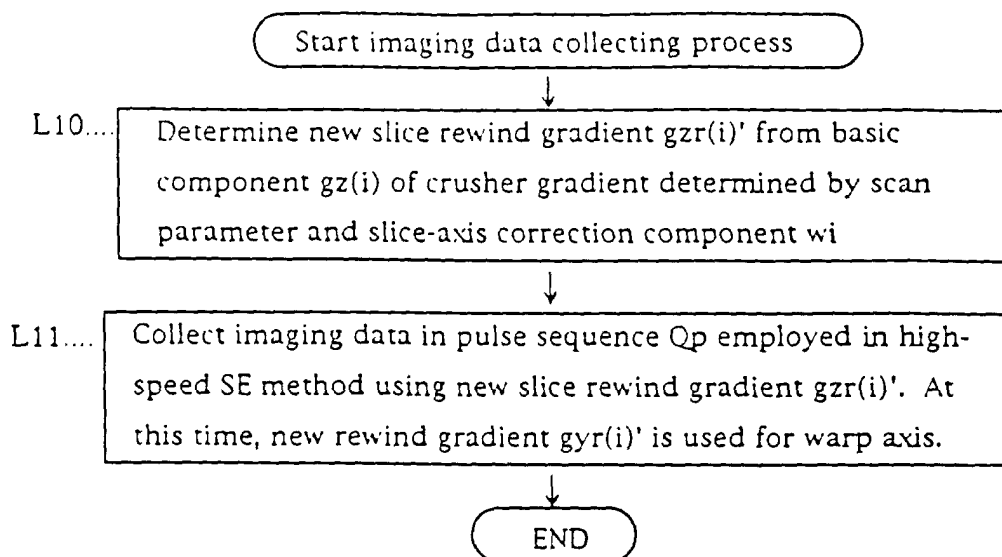 Start imaging data collecting process
L10....
Determine new slice rewind gradient gzr(i)' from basic
component gz(i) of crusher gradient determined by scan
parameter and slice-axis correction component wi
L11....
Collect imaging data in pulse sequence Qp employed in high-
speed SE method using new slice rewind gradient gzr(i)'. At
this time, new rewind gradient gyr(i)' is used for warp axis.
END